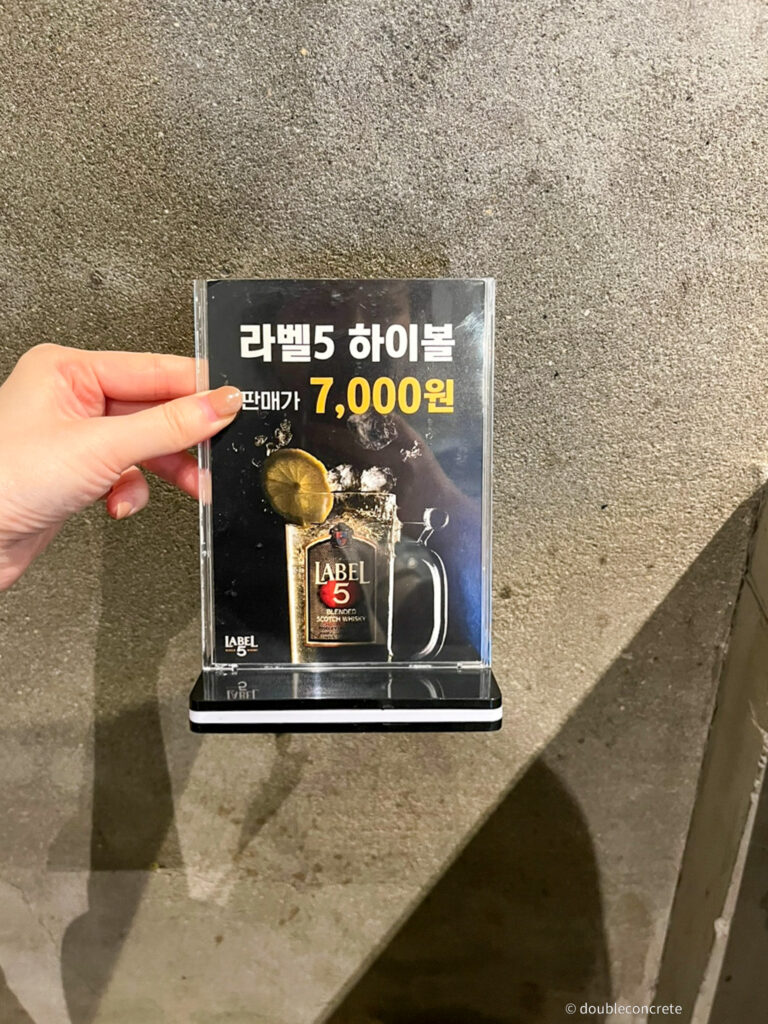 라벨5 하이볼
판매가 7,000원
LABEL
5
BLENDED
SCOTCH WHISKY
LABEL
5
© doubleconcrete